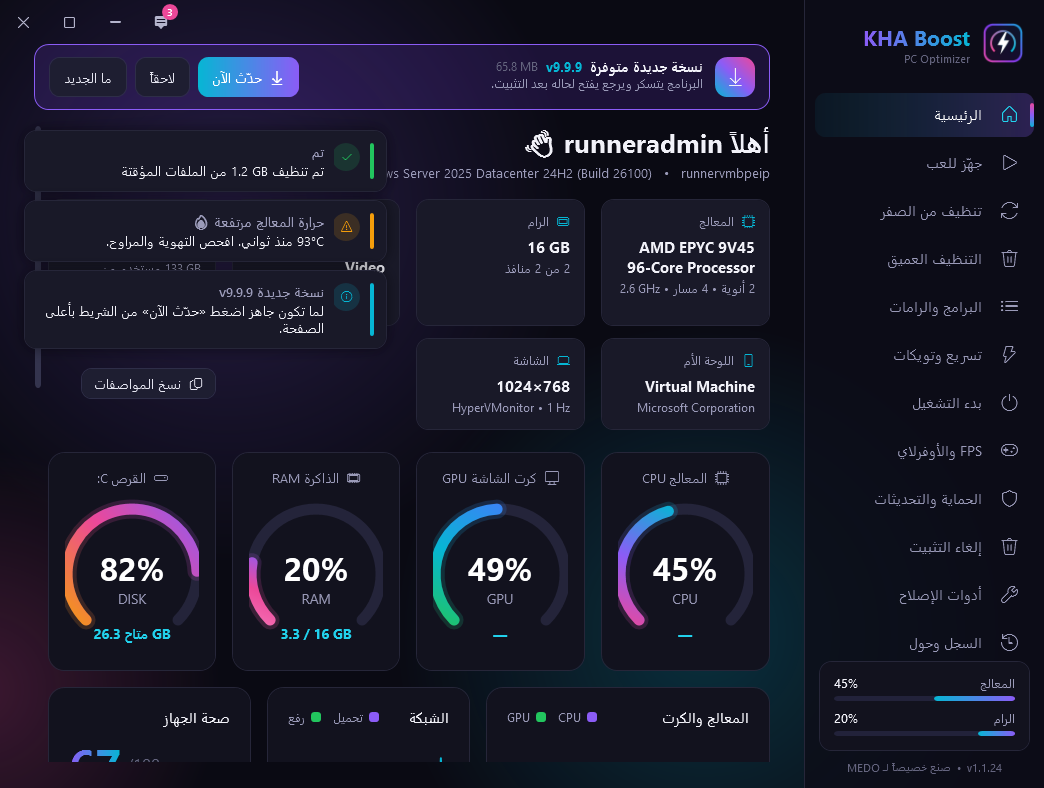 3
KHA Boost
PC Optimizer
الرئيسية
جهّز للعب
تنظيف من الصفر
التنظيف العميق
البرامج والرامات
تسريع وتويكات
بدء التشغيل
FPS والأوفرلاي
الحماية والتحديثات
إلغاء التثبيت
أدوات الإصلاح
السجل وحول
المعالج 45%
الرام 20%
v1.1.24 • صنع خصيصاً لـ MEDO
نسخة جديدة متوفرة v9.9.9 65.8 MB
البرنامج يتسكر ويرجع يفتح لحاله بعد التثبيت.
حدّث الآن
لاحقاً
ما الجديد
أهلاً runneradmin
ws Server 2025 Datacenter 24H2 (Build 26100) • runnervmbpeip
تم
تم تنظيف 1.2 GB من الملفات المؤقتة
حرارة المعالج مرتفعة
93°C منذ ثواني. افحص التهوية والمراوح.
نسخة جديدة v9.9.9
لما تكون جاهز اضغط «حدّث الآن» من الشريط بأعلى
الصفحة.
المعالج
AMD EPYC 9V45
96-Core Processor
2 أنوية • 4 مسار • 2.6 GHz
الرام
16 GB
2 من 2 منافذ
Video
133 GB مستخدم من
اللوحة الأم
Virtual Machine
Microsoft Corporation
الشاشة
1024×768
HyperVMonitor • 1 Hz
نسخ المواصفات
المعالج CPU
45%
CPU
—
كرت الشاشة GPU
49%
GPU
—
الذاكرة RAM
20%
RAM
3.3 / 16 GB
القرص C:
82%
DISK
26.3 متاح GB
المعالج والكرت
CPU
GPU
الشبكة
تحميل
رفع
صحة الجهاز
67 /100